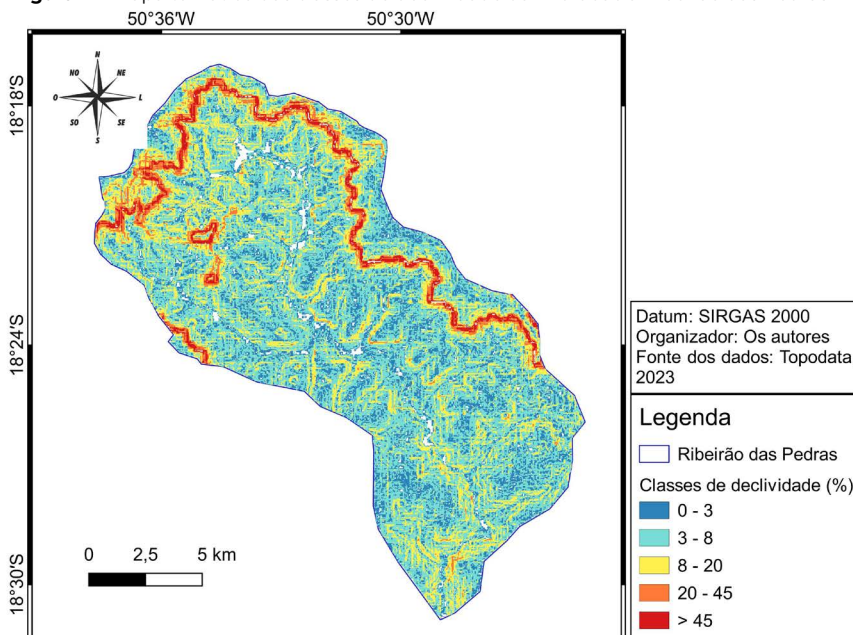 50°36'W 50°30'W
18°18'S
18°24'S
18°30'S
N
NO NE
O L
SO SE
S
0 2,5 5 km
Datum: SIRGAS 2000
Organizador: Os autores
Fonte dos dados: Topodata
2023
Legenda
Ribeirão das Pedras
Classes de declividade (%)
0 - 3
3 - 8
8 - 20
20 - 45
> 45